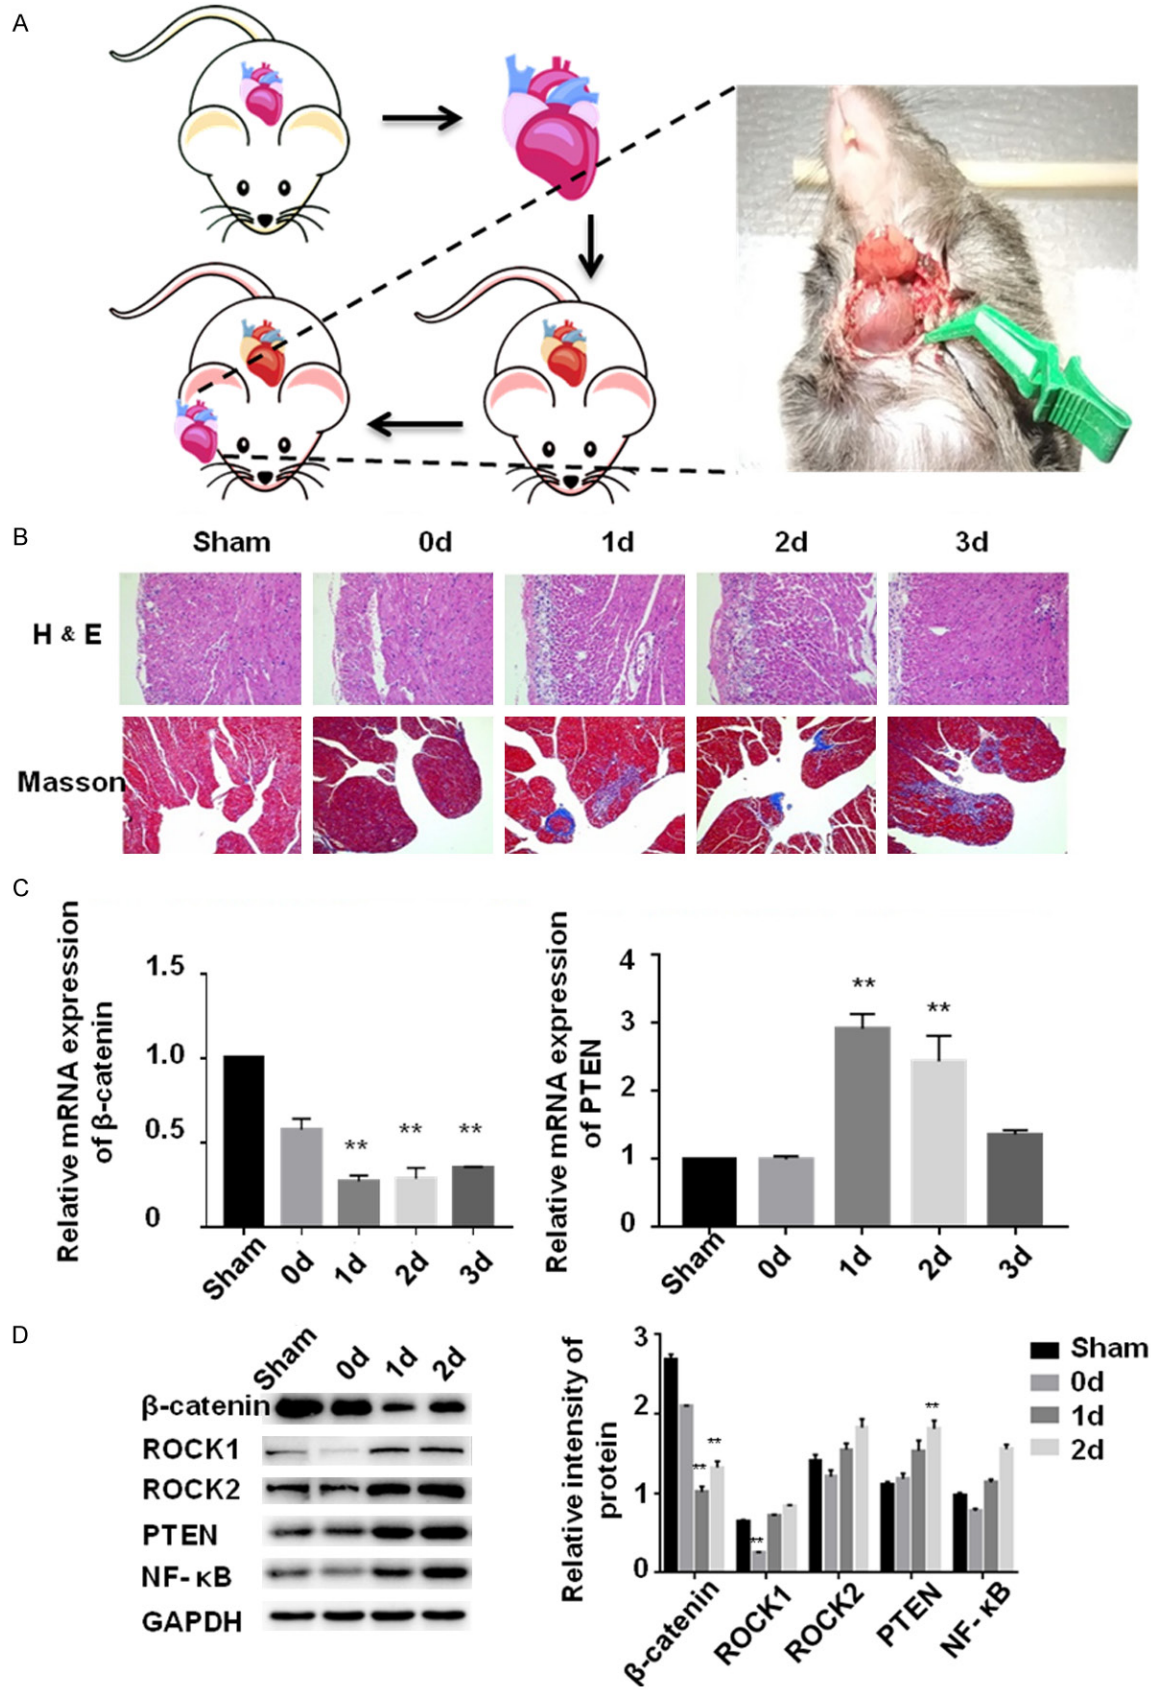 A
B
Sham 0d 1d 2d 3d
H & E
Masson
C
Relative mRNA expression
of β-catenin
1.5
1.0
0.5
0
Sham 0d 1d 2d 3d
** ** **
Relative mRNA expression
of PTEN
4
3
2
1
0
Sham 0d 1d 2d 3d
** **
D
Sham 0d 1d 2d
β-catenin
ROCK1
ROCK2
PTEN
NF-κB
GAPDH
Relative intensity of
protein
3
2
1
0
** ** ** **
β-catenin ROCK1 ROCK2 PTEN NF-κB
Sham
0d
1d
2d